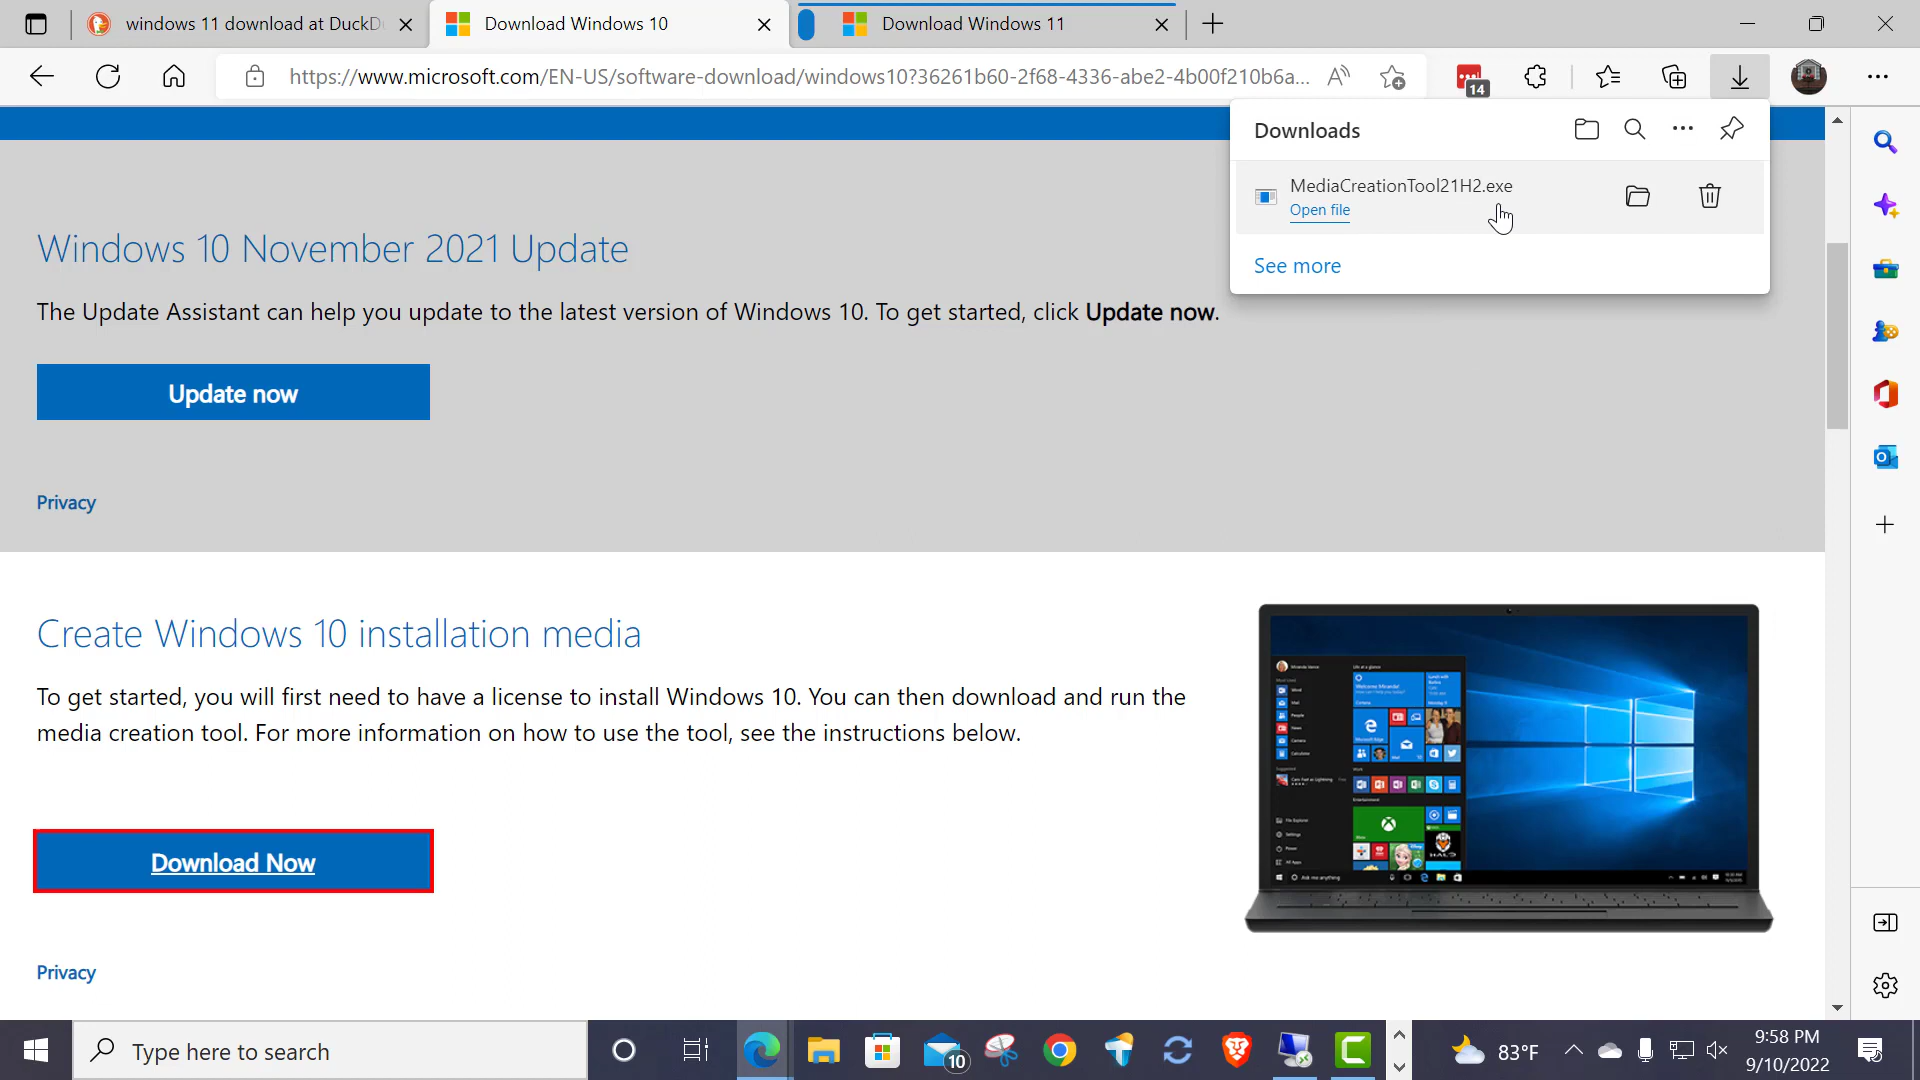 windows 11 download at DuckD
Download Windows 10
Download Windows 11
https://www.microsoft.com/EN-US/software-download/windows10?36261b60-2f68-4336-abe2-4b00f210b6a...
14
Downloads
MediaCreationTool21H2.exe
Open file
See more
Windows 10 November 2021 Update
The Update Assistant can help you update to the latest version of Windows 10. To get started, click Update now.
Update now
Privacy
Create Windows 10 installation media
To get started, you will first need to have a license to install Windows 10. You can then download and run the
media creation tool. For more information on how to use the tool, see the instructions below.
Download Now
Privacy
Type here to search
10
83°F
9:58 PM
9/10/2022